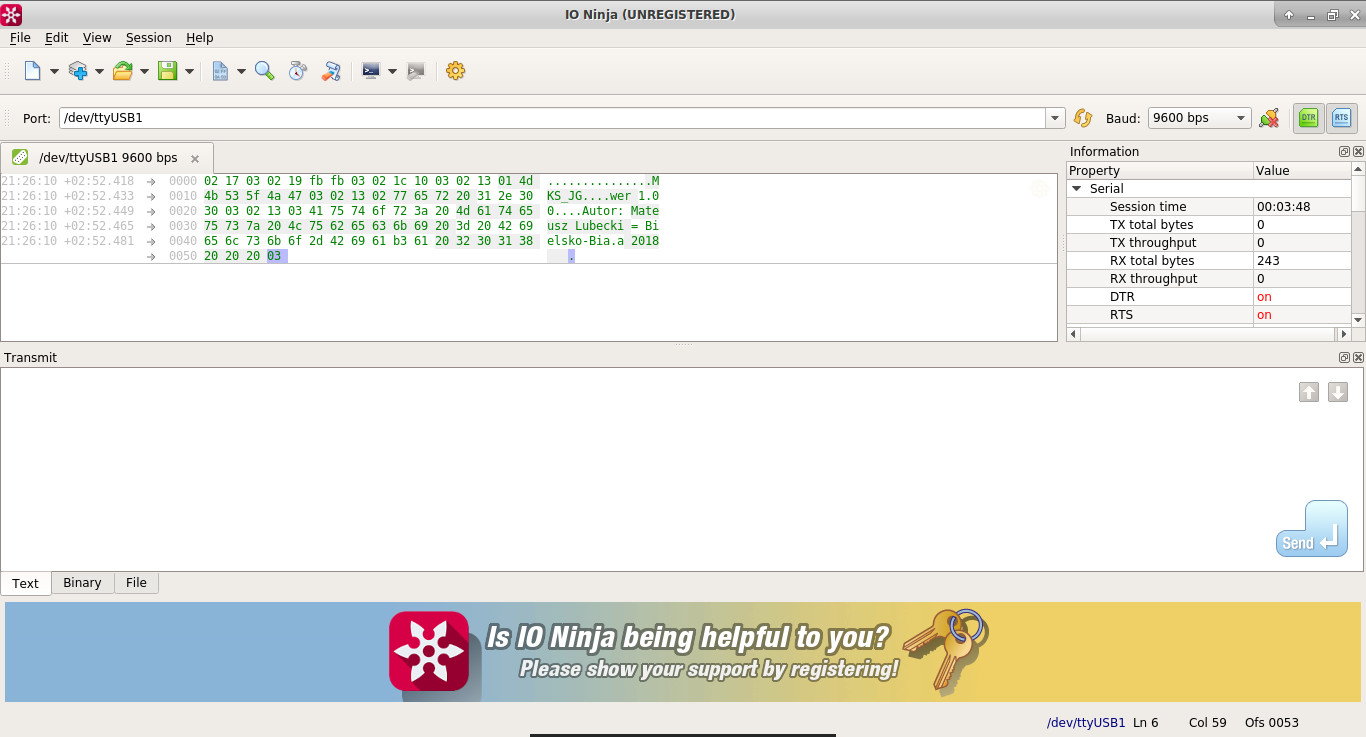 IO Ninja (UNREGISTERED)
File Edit View Session Help
Port: /dev/ttyUSB1 Baud: 9600 bps DTR RTS
/dev/ttyUSB1 9600 bps
21:26:10 +02:52.418 0000 02 17 03 02 19 fb fb 03 02 1c 10 03 02 13 01 4d ...............M
21:26:10 +02:52.433 0010 4b 53 5f 4a 47 03 02 13 02 77 65 72 20 31 2e 30 KS_JG....wer 1.0
21:26:10 +02:52.449 0020 30 03 02 13 03 41 75 74 6f 72 3a 20 4d 61 74 65 0....Autor: Mate
21:26:10 +02:52.465 0030 75 73 7a 20 4c 75 62 65 63 6b 69 20 3d 20 42 69 usz Lubecki = Bi
21:26:10 +02:52.481 0040 65 6c 73 6b 6f 2d 42 69 61 b3 61 20 32 30 31 38 elsko-Bia.a 2018
0050 20 20 20 03 .
Information
Property Value
Serial
Session time 00:03:48
TX total bytes 0
TX throughput 0
RX total bytes 243
RX throughput 0
DTR on
RTS on
Transmit
Send
Text Binary File
Is IO Ninja being helpful to you?
Please show your support by registering!
/dev/ttyUSB1 Ln 6 Col 59 Ofs 0053